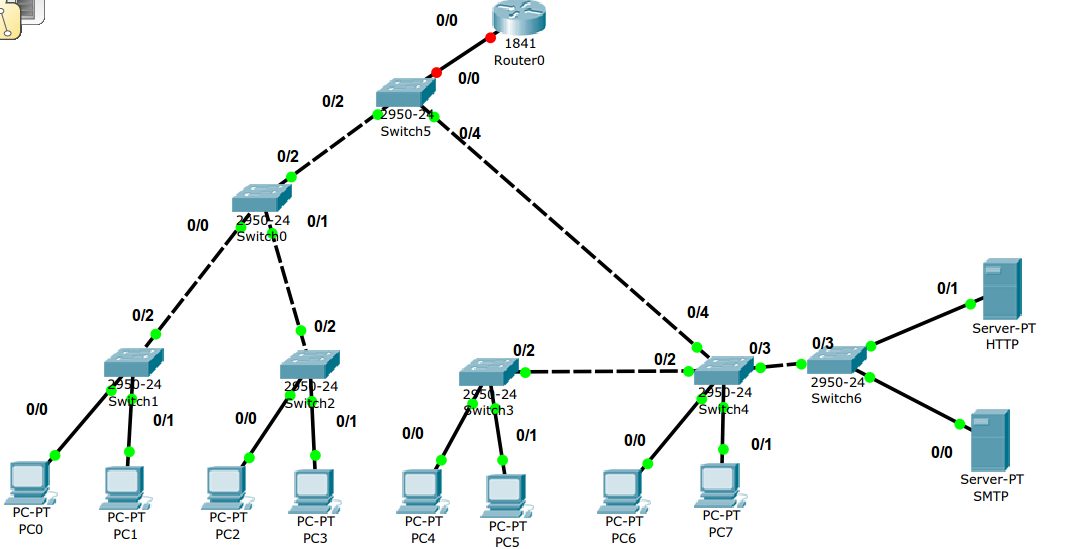 0/0
1841
Router0
0/0
0/2
2950-24
Switch5
0/4
0/2
2950-24
Switch0
0/0
0/1
0/2
2950-24
Switch1
0/2
2950-24
Switch2
0/2
2950-24
Switch3
0/2
0/4
2950-24
Switch4
0/3
0/3
2950-24
Switch6
0/1
Server-PT
HTTP
0/0
Server-PT
SMTP
0/0
0/1
0/0
0/1
0/0
0/1
0/0
0/1
PC-PT
PC0
PC-PT
PC1
PC-PT
PC2
PC-PT
PC3
PC-PT
PC4
PC-PT
PC5
PC-PT
PC6
PC-PT
PC7